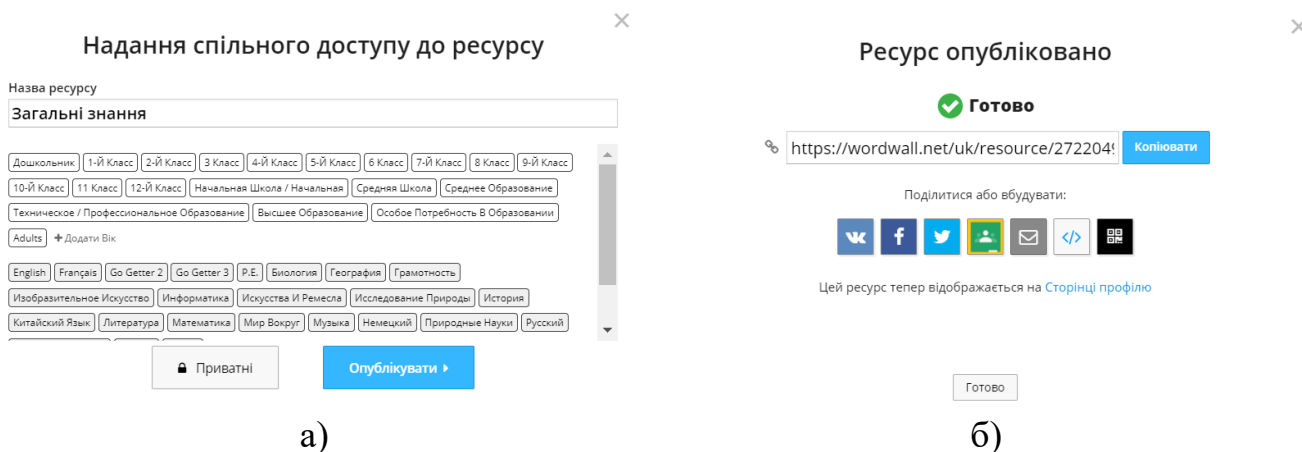 Надання спільного доступу до ресурсу
Назва ресурсу
Загальні знання
Дошкольник 1-Й Класс 2-Й Класс 3 Класс 4-Й Класс 5-Й Класс 6 Класс 7-Й Класс 8 Класс 9-Й Класс
10-Й Класс 11 Класс 12-Й Класс Начальная Школа / Начальная Средняя Школа Среднее Образование
Техническое / Профессиональное Образование Высшее Образование Особое Потребность В Образовании
Adults + Додати Вік
English Français Go Getter 2 Go Getter 3 P.E. Биология География Грамотность
Изобразительное Искусство Информатика Искусства И Ремесла Исследование Природы История
Китайский Язык Литература Математика Мир Вокруг Музыка Немецкий Природные Науки Русский
Приватні Опублікувати
а)
Ресурс опубліковано
Готово
https://wordwall.net/uk/resource/2722049 Копіювати
Поділитися або вбудувати:
Цей ресурс тепер відображається на Сторінці профілю
Готово
б)